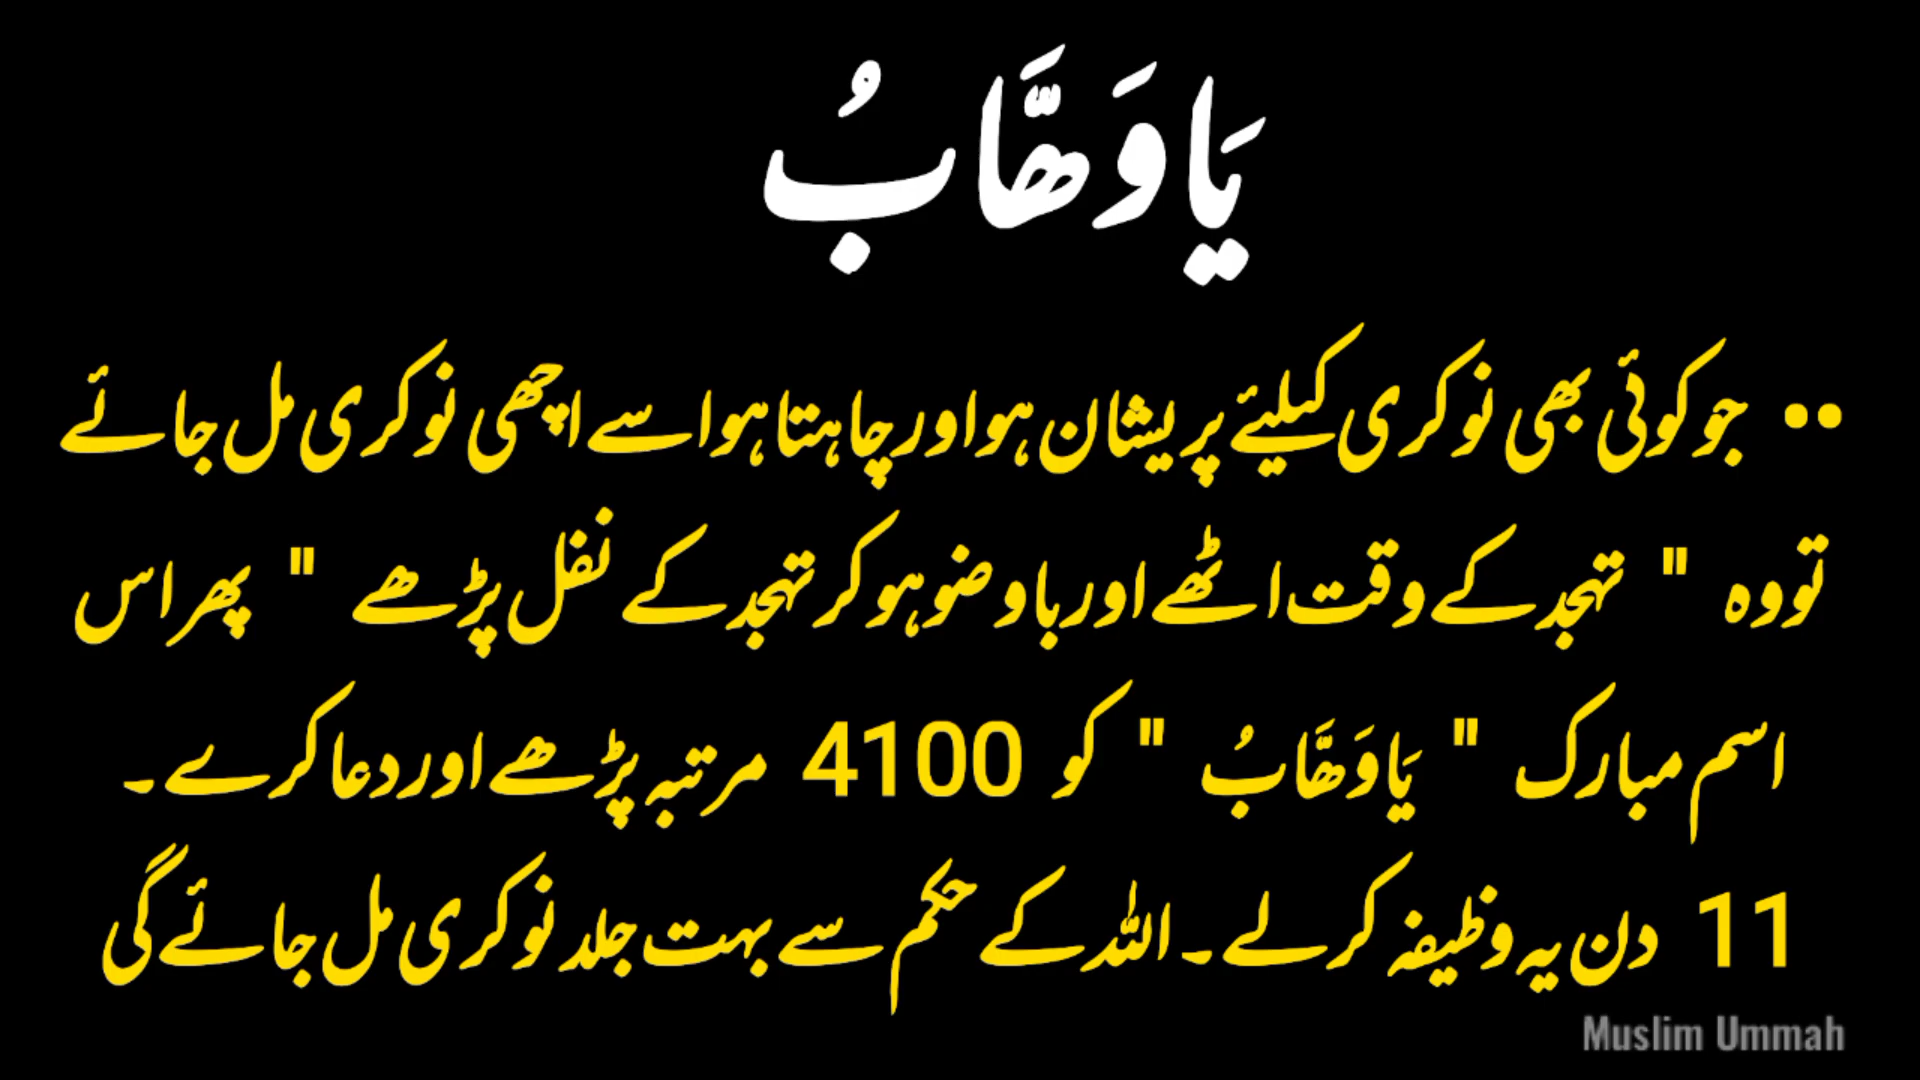 یَا وَھَّابُ
•• جو کوئی بھی نوکری کیلئے پریشان ہو اور چاہتا ہو اسے اچھی نوکری مل جائے
تو وہ " تہجد کے وقت اٹھے اور باوضو ہو کر تہجد کے نفل پڑھے " پھر اس
اسم مبارک " یَا وَھَّابُ " کو 4100 مرتبہ پڑھے اور دعا کرے۔
11 دن یہ وظیفہ کر لے۔ اللہ کے حکم سے بہت جلد نوکری مل جائے گی
Muslim Ummah